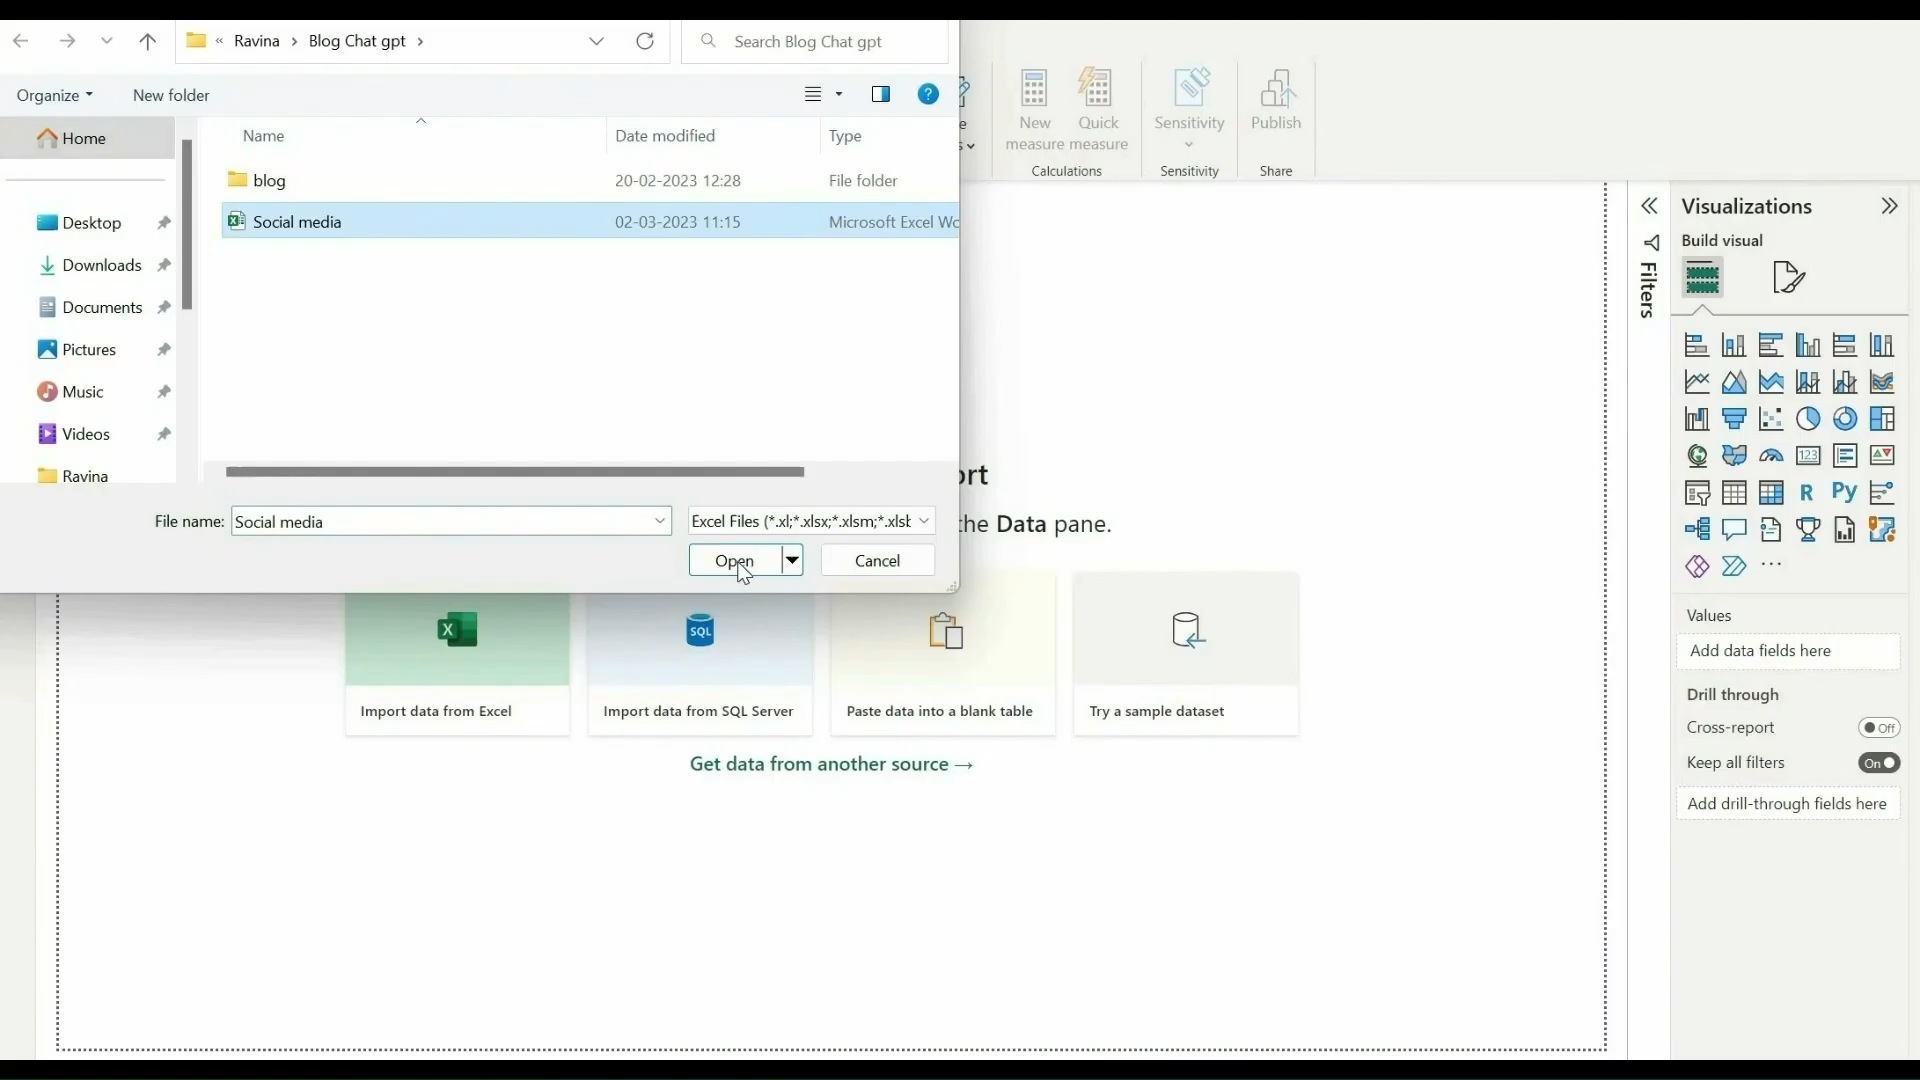 « Ravina › Blog Chat gpt ›
Search Blog Chat gpt
Organize
New folder
?
Name
Date modified
Type
Home
blog
20-02-2023 12:28
File folder
Social media
02-03-2023 11:15
Microsoft Excel Wo
Desktop
Downloads
Documents
Pictures
Music
Videos
Ravina
File name:
Social media
Excel Files (*.xl;*.xlsx;*.xlsm;*.xlsb
Open
Cancel
New measure
Quick measure
Sensitivity
Publish
Calculations
Sensitivity
Share
the Data pane.
X
SQL
Import data from Excel
Import data from SQL Server
Paste data into a blank table
Try a sample dataset
Get data from another source →
Filters
Visualizations
Build visual
123
R
Py
...
Values
Add data fields here
Drill through
Cross-report
Off
Keep all filters
On
Add drill-through fields here